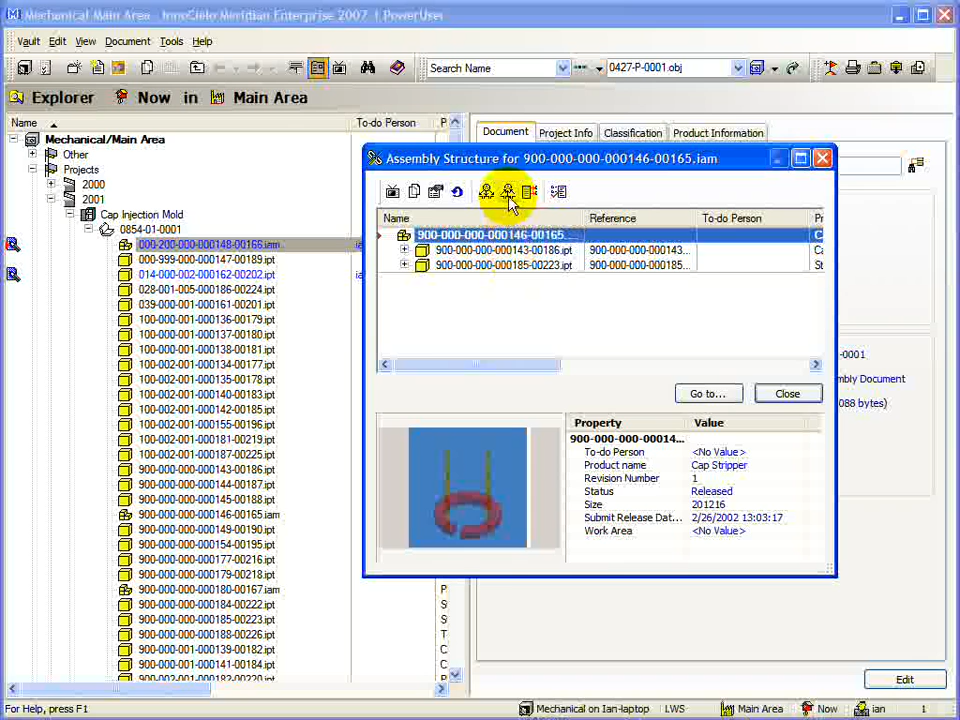 Mechanical Main Area - InnoCielo Meridian Enterprise 2007 | PowerUser
Vault Edit View Document Tools Help
Search Name
0427-P-0001.obj
Explorer Now in Main Area
Name To-do Person P
Document Project Info Classification Product Information
Mechanical/Main Area
Other
Projects
2000
2001
Cap Injection Mold
0854-01-0001
000-200-000-000148-00166.iam
000-999-000-000147-00189.ipt
014-000-002-000162-00202.ipt
028-001-005-000186-00224.ipt
039-000-001-000161-00201.ipt
100-000-001-000136-00179.ipt
100-000-001-000137-00180.ipt
100-000-001-000138-00181.ipt
100-002-001-000134-00177.ipt
100-002-001-000135-00178.ipt
100-002-001-000140-00183.ipt
100-002-001-000142-00185.ipt
100-002-001-000155-00196.ipt
100-002-001-000181-00219.ipt
100-002-001-000187-00225.ipt
900-000-000-000143-00186.ipt
900-000-000-000144-00187.ipt
900-000-000-000145-00188.ipt
900-000-000-000146-00165.iam
900-000-000-000149-00190.ipt
900-000-000-000154-00195.ipt
900-000-000-000177-00216.ipt
900-000-000-000179-00218.ipt
900-000-000-000180-00167.iam
900-000-000-000184-00222.ipt
900-000-000-000185-00223.ipt
900-000-000-000188-00226.ipt
900-000-001-000139-00182.ipt
900-000-001-000141-00184.ipt
900-000-001-000182-00220.ipt
Assembly Structure for 900-000-000-000146-00165.iam
Name Reference To-do Person Pr
900-000-000-000146-00165....
900-000-000-000143-00186.ipt 900-000-000-000143...
900-000-000-000185-00223.ipt 900-000-000-000185... St
Go to... Close
Property Value
900-000-000-00014...
To-do Person <No Value>
Product name Cap Stripper
Revision Number 1
Status Released
Size 201216
Submit Release Dat... 2/26/2002 13:03:17
Work Area <No Value>
-0001
mbly Document
088 bytes)
Edit
For Help, press F1
Mechanical on Ian-laptop LWS Main Area Now ian 1